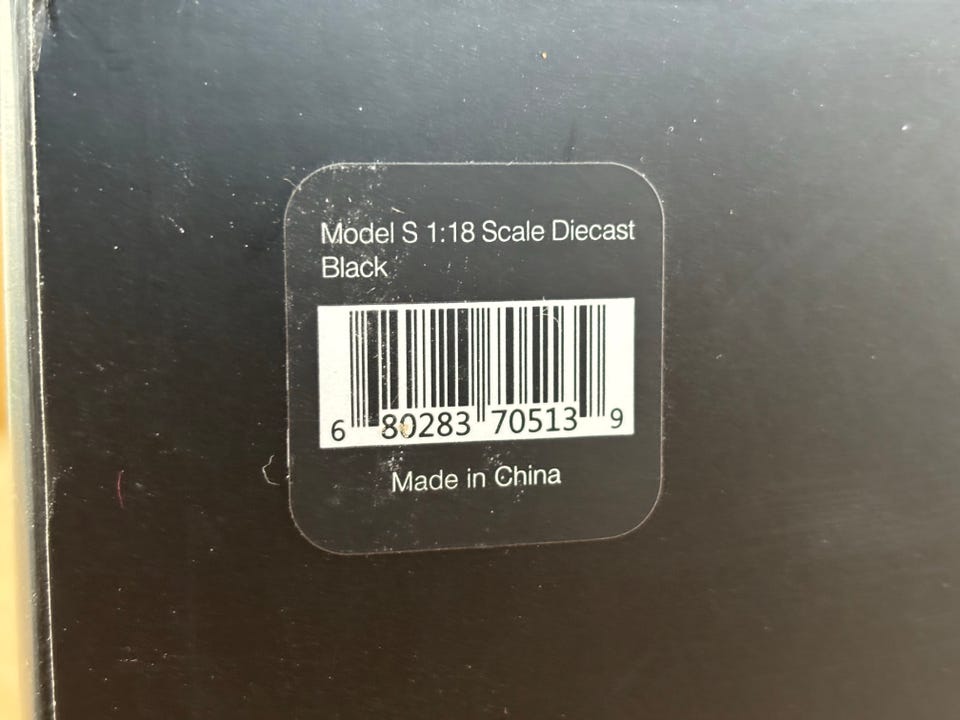 Model S 1:18 Scale Diecast
Black
6 80283 70513 9
Made in China